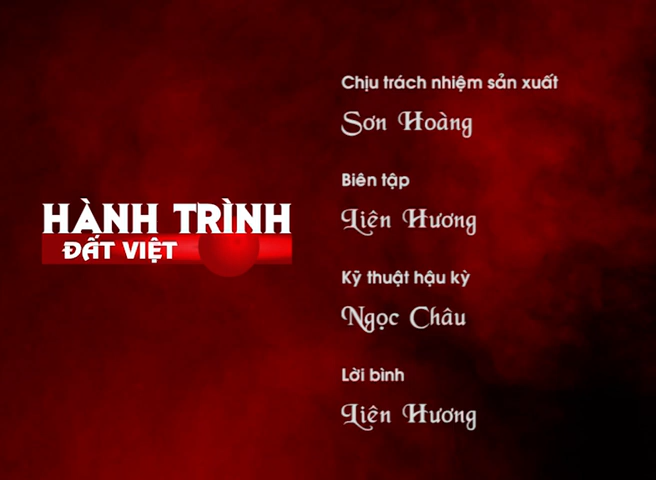 HÀNH TRÌNH
ĐẤT VIỆT
Chịu trách nhiệm sản xuất
Sơn Hoàng
Biên tập
Liên Hương
Kỹ thuật hậu kỳ
Ngọc Châu
Lời bình
Liên Hương